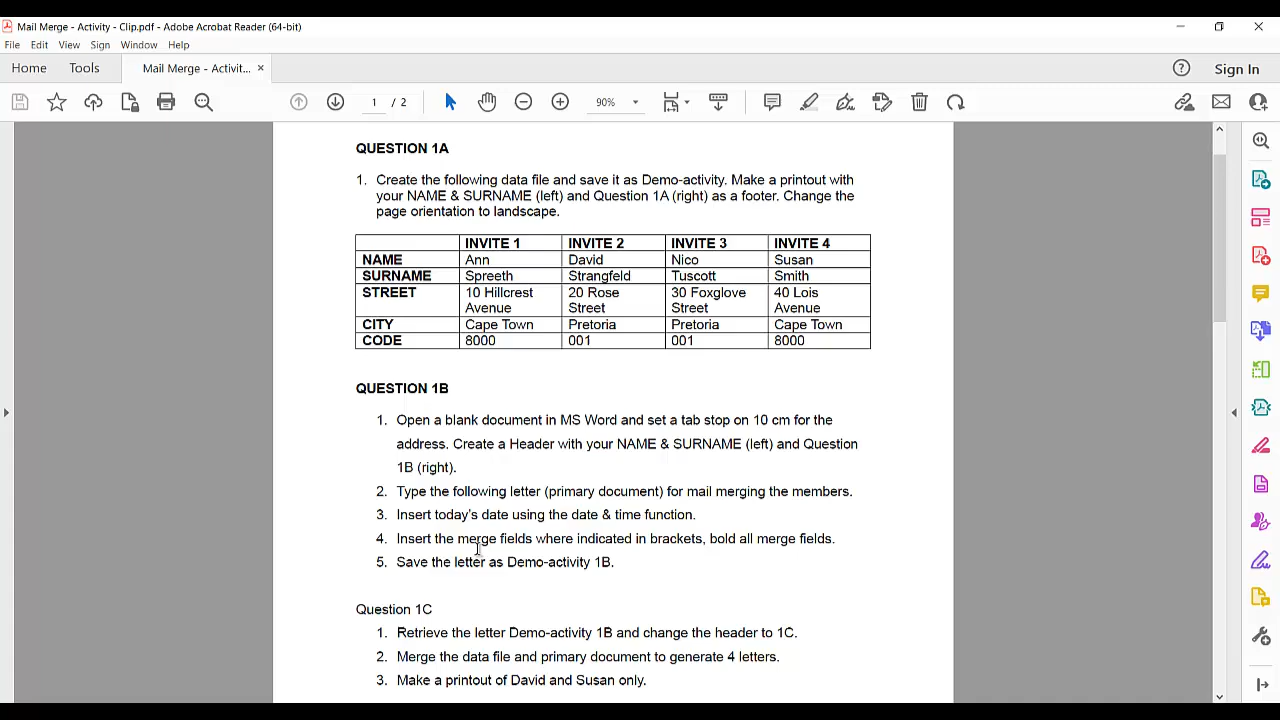 Mail Merge - Activity - Clip.pdf - Adobe Acrobat Reader (64-bit)
File Edit View Sign Window Help
Home Tools Mail Merge - Activit... × Sign In
1 / 2 90%
QUESTION 1A
1. Create the following data file and save it as Demo-activity. Make a printout with
your NAME & SURNAME (left) and Question 1A (right) as a footer. Change the
page orientation to landscape.
INVITE 1 INVITE 2 INVITE 3 INVITE 4
NAME Ann David Nico Susan
SURNAME Spreeth Strangfeld Tuscott Smith
STREET 10 Hillcrest 20 Rose 30 Foxglove 40 Lois
Avenue Street Street Avenue
CITY Cape Town Pretoria Pretoria Cape Town
CODE 8000 001 001 8000
QUESTION 1B
1. Open a blank document in MS Word and set a tab stop on 10 cm for the
address. Create a Header with your NAME & SURNAME (left) and Question
1B (right).
2. Type the following letter (primary document) for mail merging the members.
3. Insert today's date using the date & time function.
4. Insert the merge fields where indicated in brackets, bold all merge fields.
5. Save the letter as Demo-activity 1B.
Question 1C
1. Retrieve the letter Demo-activity 1B and change the header to 1C.
2. Merge the data file and primary document to generate 4 letters.
3. Make a printout of David and Susan only.